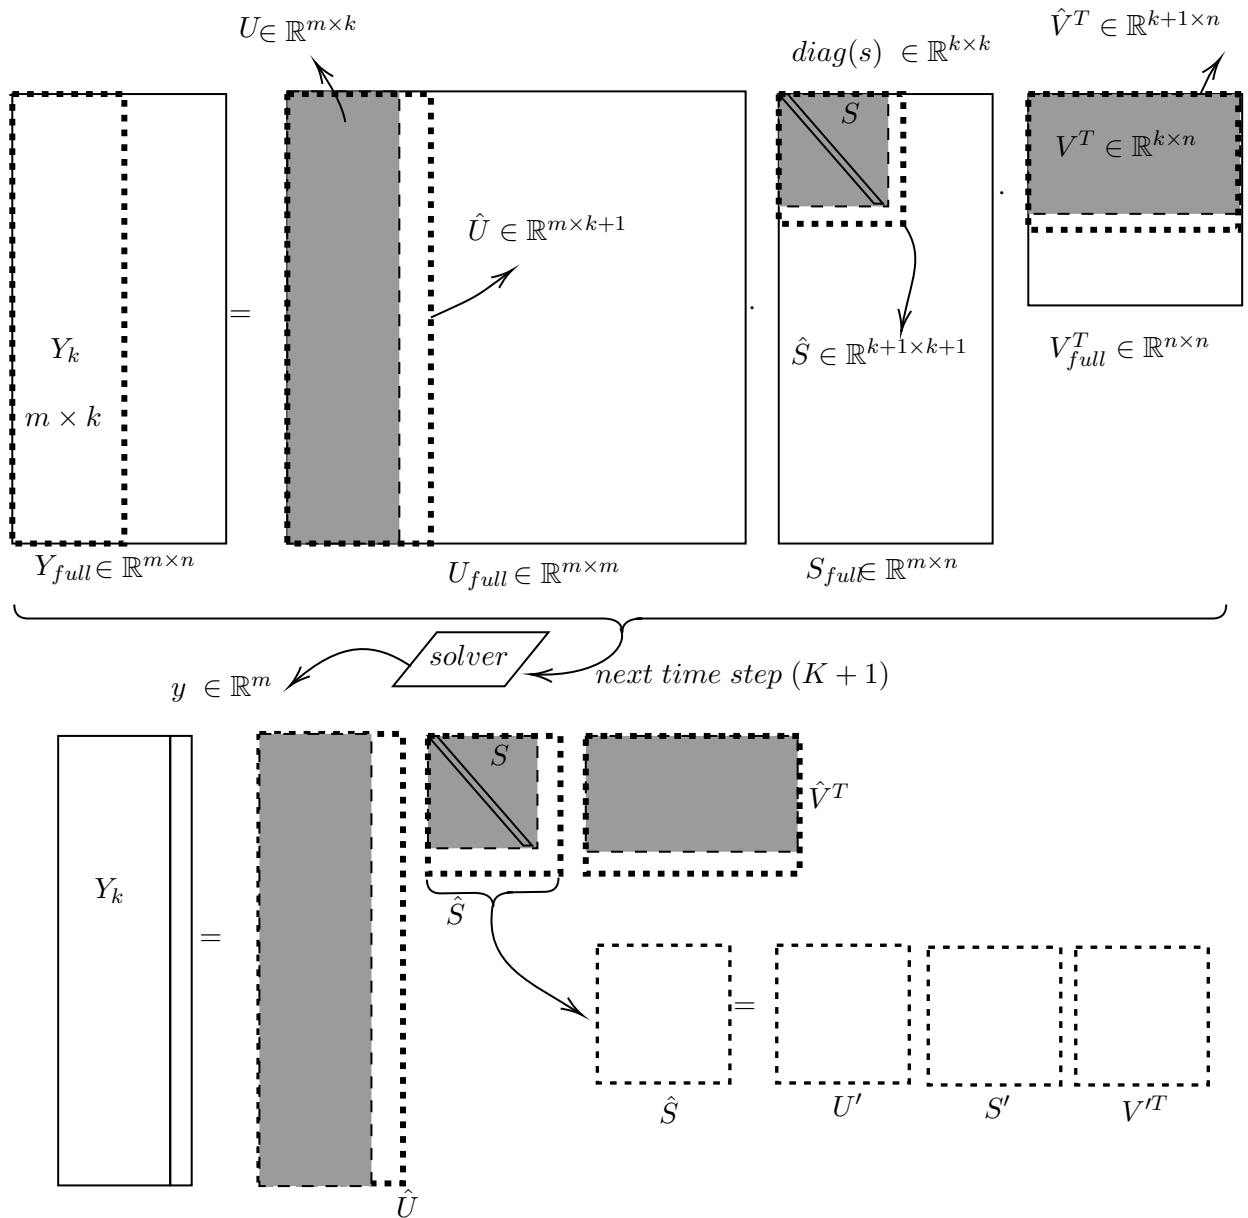 U ∈ ℝ^{m×k}
diag(s) ∈ ℝ^{k×k}
V̂^T ∈ ℝ^{k+1×n}
S
V^T ∈ ℝ^{k×n}
.
Û ∈ ℝ^{m×k+1}
=
.
Y_k
Ŝ ∈ ℝ^{k+1×k+1}
V^T_{full} ∈ ℝ^{n×n}
m × k
Y_{full} ∈ ℝ^{m×n}
U_{full} ∈ ℝ^{m×m}
S_{full} ∈ ℝ^{m×n}
solver
next time step (K + 1)
y ∈ ℝ^m
S
V̂^T
Y_k
Ŝ
=
=
Ŝ
U′
S′
V′^T
Û